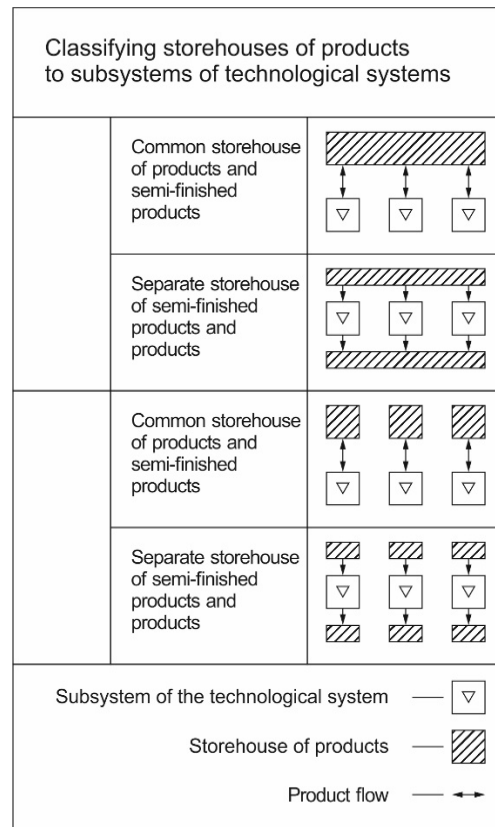 Classifying storehouses of products
to subsystems of technological systems
Common storehouse
of products and
semi-finished
products
Separate storehouse
of semi-finished
products and
products
Common storehouse
of products and
semi-finished
products
Separate storehouse
of semi-finished
products and
products
Subsystem of the technological system
Storehouse of products
Product flow